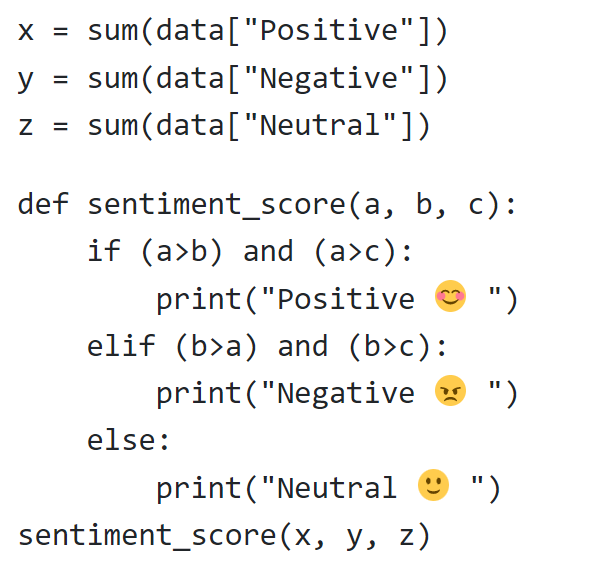 x = sum(data["Positive"])
y = sum(data["Negative"])
z = sum(data["Neutral"])
def sentiment_score(a, b, c):
    if (a>b) and (a>c):
        print("Positive 😊 ")
    elif (b>a) and (b>c):
        print("Negative 😠 ")
    else:
        print("Neutral 🙂 ")
sentiment_score(x, y, z)